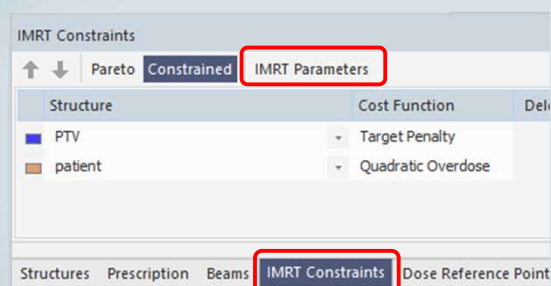 IMRT Constraints
Pareto Constrained IMRT Parameters
Structure Cost Function
PTV Target Penalty
patient Quadratic Overdose
Structures Prescription Beams IMRT Constraints Dose Reference Point